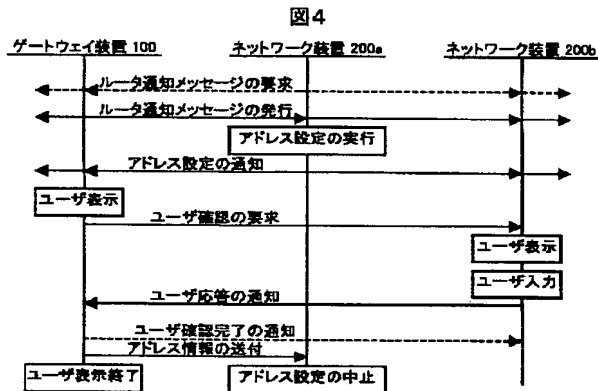 図4
ゲートウェイ装置 100
ネットワーク装置 200a
ネットワーク装置 200b
ルータ通知メッセージの要求
ルータ通知メッセージの発行
アドレス設定の実行
アドレス設定の通知
ユーザ表示
ユーザ確認の要求
ユーザ表示
ユーザ入力
ユーザ応答の通知
ユーザ確認完了の通知
アドレス情報の送付
ユーザ表示終了
アドレス設定の中止